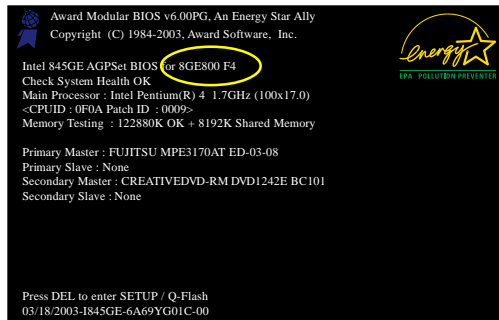 Award Modular BIOS v6.00PG, An Energy Star Ally
Copyright (C) 1984-2003, Award Software, Inc.
energy
EPA POLLUTION PREVENTER
Intel 845GE AGPSet BIOS for 8GE800 F4
Check System Health OK
Main Processor : Intel Pentium(R) 4 1.7GHz (100x17.0)
<CPUID : 0F0A Patch ID : 0009>
Memory Testing : 122880K OK + 8192K Shared Memory
Primary Master : FUJITSU MPE3170AT ED-03-08
Primary Slave : None
Secondary Master : CREATIVEDVD-RM DVD1242E BC101
Secondary Slave : None
Press DEL to enter SETUP / Q-Flash
03/18/2003-I845GE-6A69YG01C-00